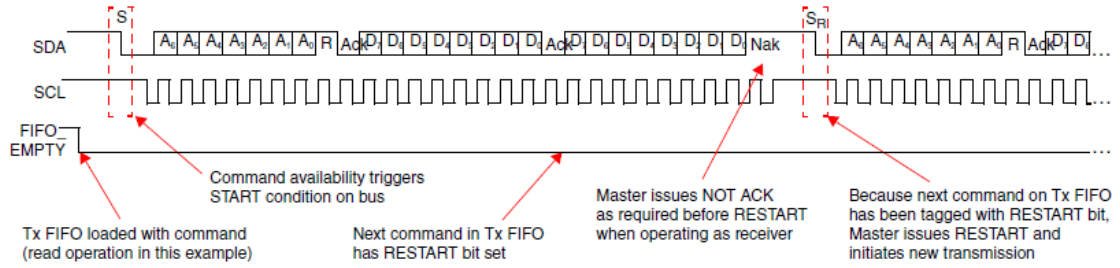 S S_R
SDA A6 A5 A4 A3 A2 A1 A0 R Ack D7 D6 D5 D4 D3 D2 D1 D0 Ack D7 D6 D5 D4 D3 D2 D1 D0 Nak A6 A5 A4 A3 A2 A1 A0 R Ack D7 D6 ...
SCL ...
FIFO_
EMPTY ...
Command availability triggers
START condition on bus
Tx FIFO loaded with command
(read operation in this example)
Next command in Tx FIFO
has RESTART bit set
Master issues NOT ACK
as required before RESTART
when operating as receiver
Because next command on Tx FIFO
has been tagged with RESTART bit,
Master issues RESTART and
initiates new transmission